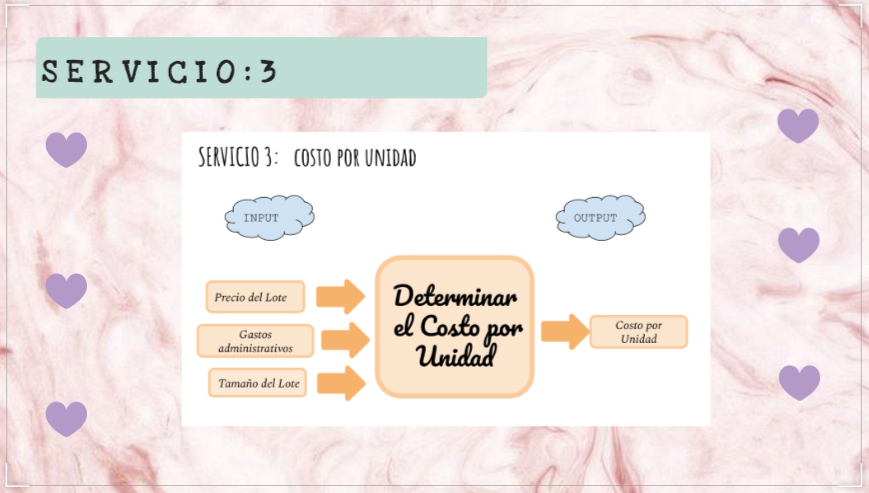 SERVICIO:3
SERVICIO 3: COSTO POR UNIDAD
INPUT
OUTPUT
Precio del Lote
Gastos
administrativos
Tamaño del Lote
Determinar
el Costo por
Unidad
Costo por
Unidad